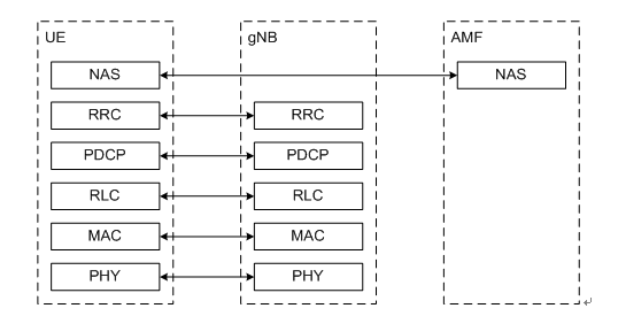 UE gNB AMF
NAS NAS
RRC RRC
PDCP PDCP
RLC RLC
MAC MAC
PHY PHY